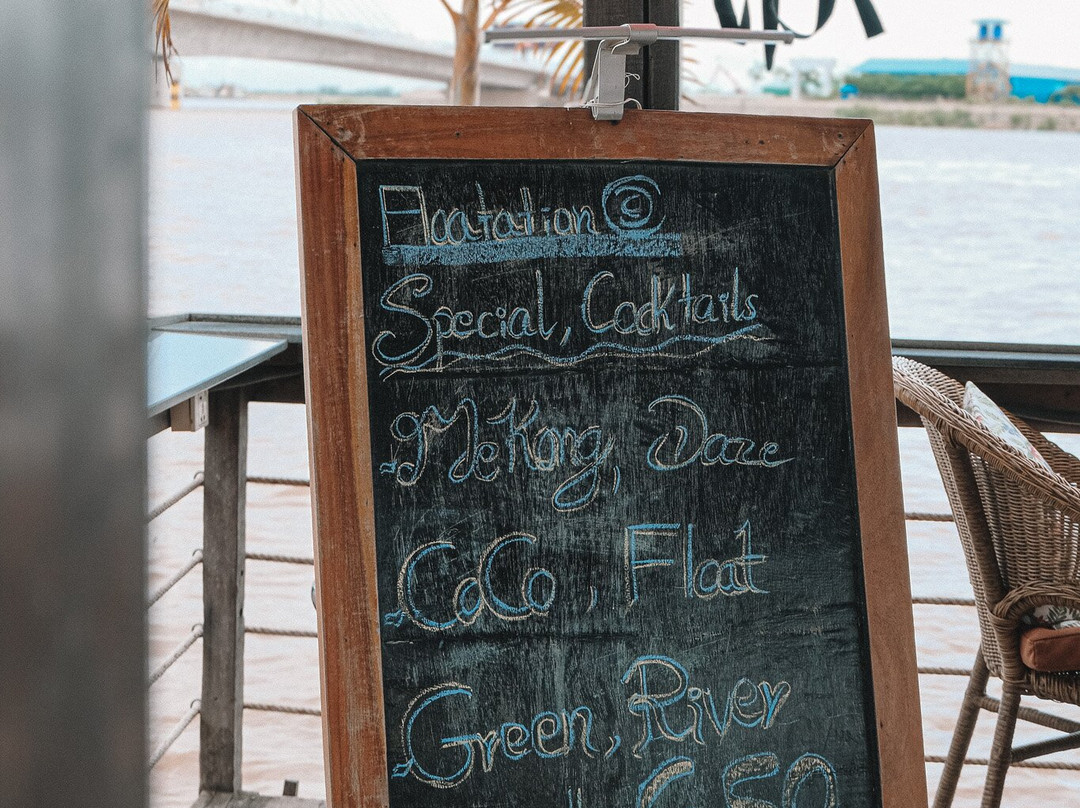 Floatation ©
Special, Cocktails
MeKong, Daze
CoCo, Float
Green, River